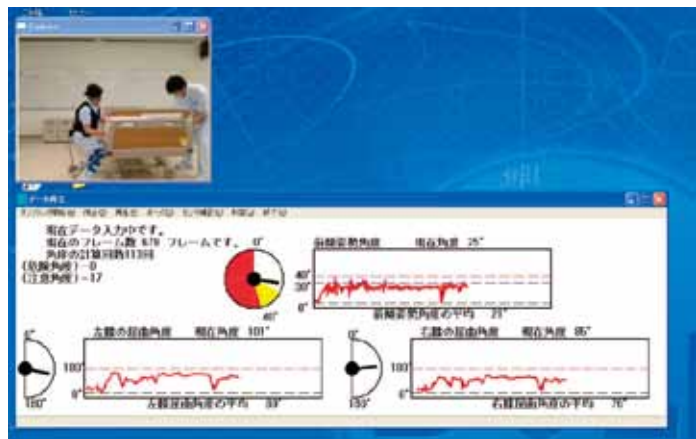 現在データ入力中です。
現在のフレーム数 679 フレームです。
角度の計算回数113回
(危険角度)=0
(注意角度)=17
0°
40°
前傾姿勢角度 現在角度 25°
40°
30°
0°
前傾姿勢角度の平均 21°
0°
180°
左膝の屈曲角度 現在角度 101°
100°
0°
左膝屈曲角度の平均
0°
180°
右膝の屈曲角度 現在角度 85°
100°
0°
右膝屈曲角度の平均 76°